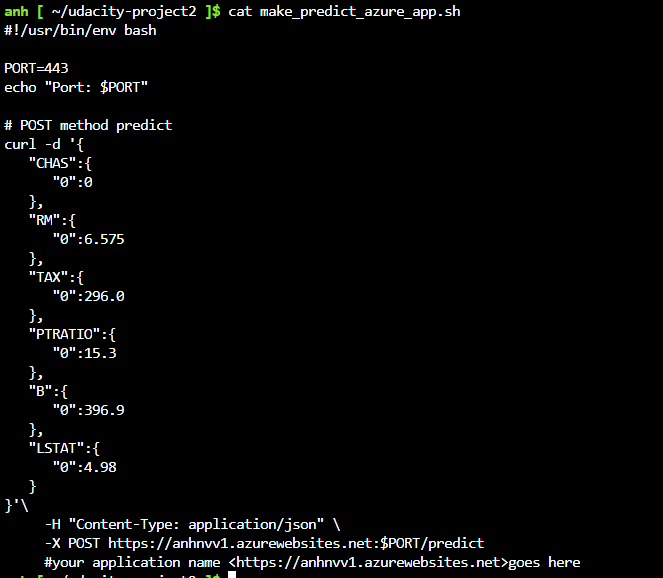 anh [ ~/udacity-project2 ]$ cat make_predict_azure_app.sh
#!/usr/bin/env bash

PORT=443
echo "Port: $PORT"

# POST method predict
curl -d '{
   "CHAS":{
      "0":0
   },
   "RM":{
      "0":6.575
   },
   "TAX":{
      "0":296.0
   },
   "PTRATIO":{
      "0":15.3
   },
   "B":{
      "0":396.9
   },
   "LSTAT":{
      "0":4.98
   }
}'\
     -H "Content-Type: application/json" \
     -X POST https://anhnvv1.azurewebsites.net:$PORT/predict
     #your application name <https://anhnvv1.azurewebsites.net>goes here
anh [ ~/udacity-project2 ]$